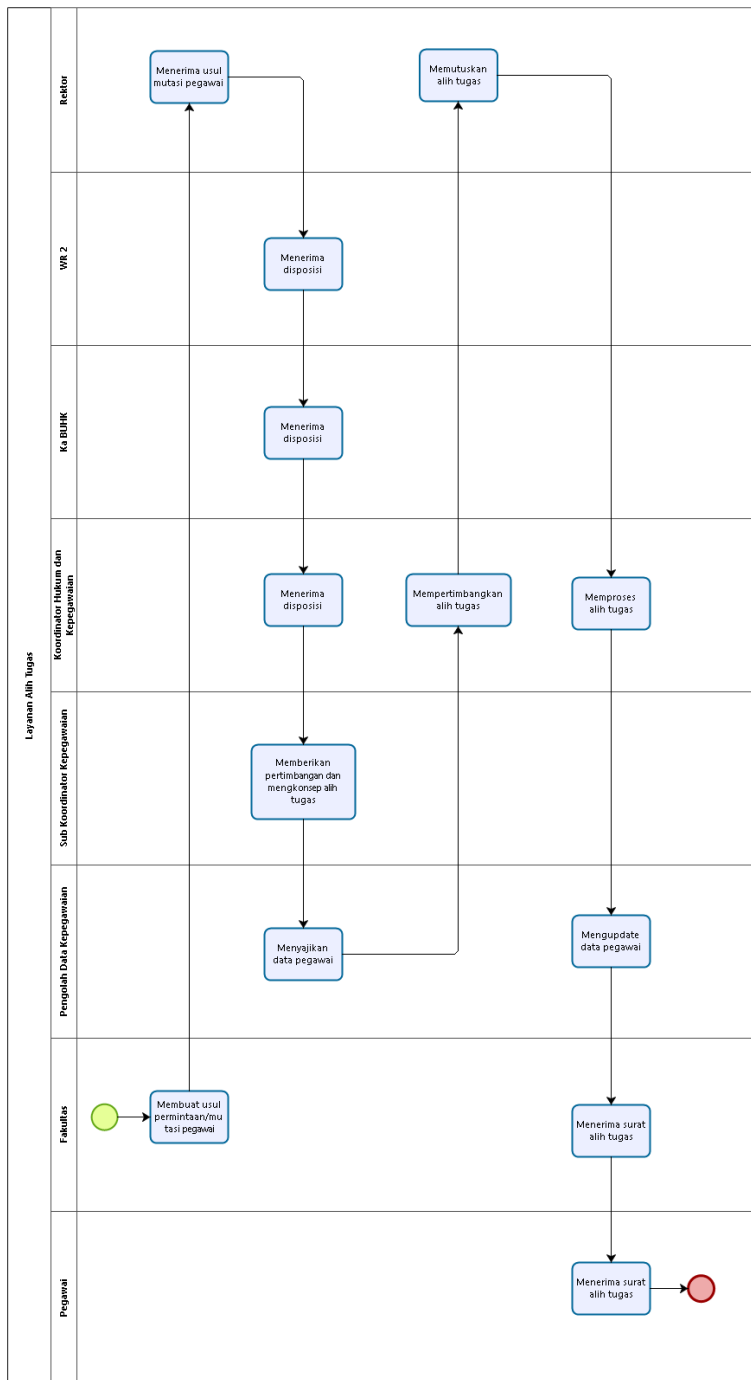 Layanan Alih Tugas
Rektor
Menerima usul
mutasi pegawai
Memutuskan
alih tugas
WR 2
Menerima
disposisi
Ka BUHK
Menerima
disposisi
Koordinator Hukum dan
Kepegawaian
Menerima
disposisi
Mempertimbangkan
alih tugas
Memproses
alih tugas
Sub Koordinator Kepegawaian
Memberikan
pertimbangan dan
mengkonsep alih
tugas
Pengolah Data Kepegawaian
Menyajikan
data pegawai
Mengupdate
data pegawai
Fakultas
Membuat usul
permintaan/mu
tasi pegawai
Menerima surat
alih tugas
Pegawai
Menerima surat
alih tugas